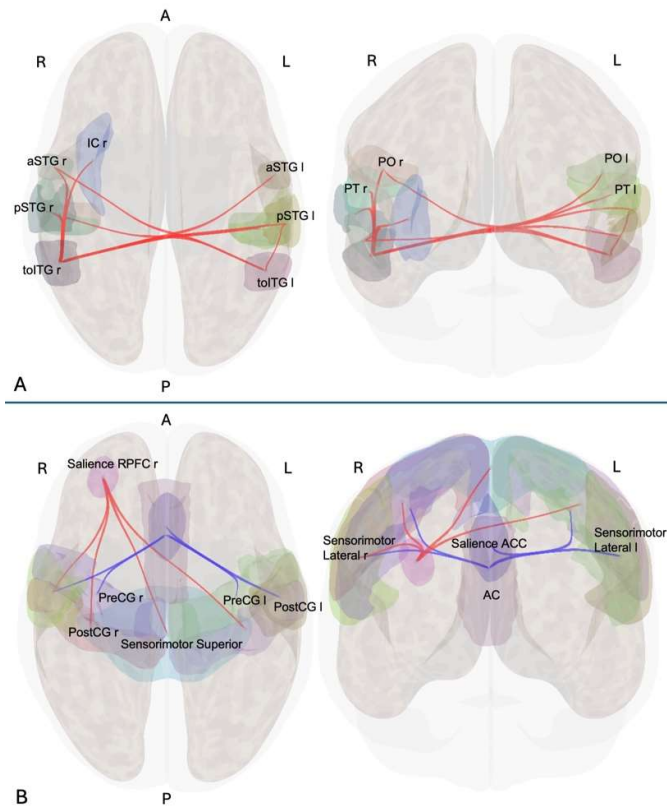 A
R
L
R
L
IC r
aSTG r
aSTG l
PO r
PO l
PT r
PT l
pSTG r
pSTG l
toITG r
toITG l
A
P
A
R
Salience RPFC r
L
R
L
Sensorimotor
Lateral r
Salience ACC
Sensorimotor
Lateral l
PreCG r
PreCG l
PostCG l
AC
PostCG r
Sensorimotor Superior
B
P